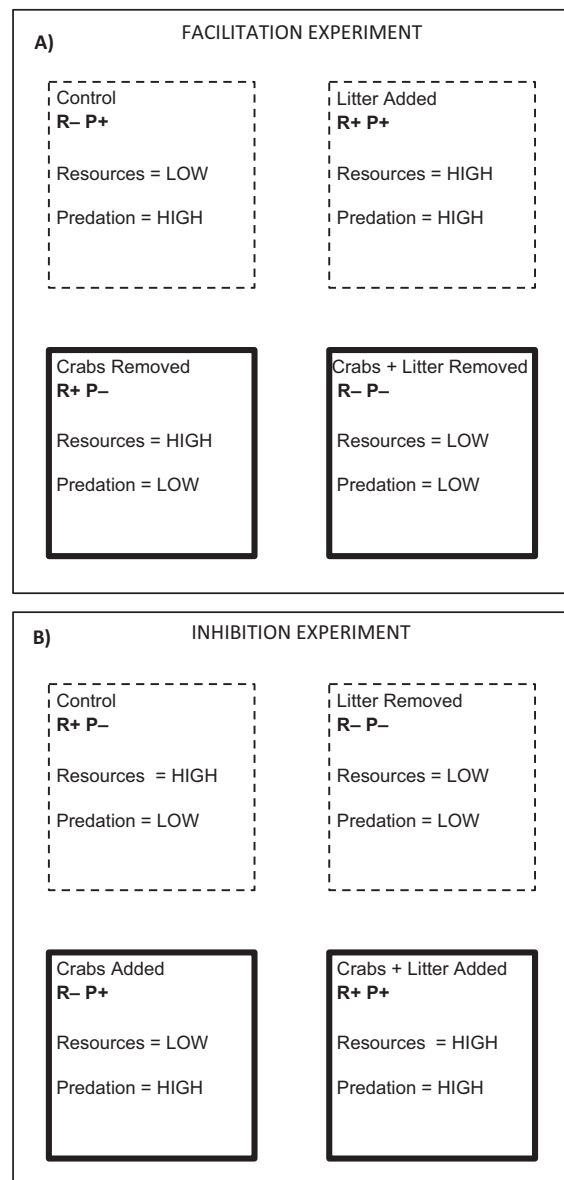 A)
FACILITATION EXPERIMENT
Control
R– P+
Resources = LOW
Predation = HIGH
Litter Added
R+ P+
Resources = HIGH
Predation = HIGH
Crabs Removed
R+ P–
Resources = HIGH
Predation = LOW
Crabs + Litter Removed
R– P–
Resources = LOW
Predation = LOW
B)
INHIBITION EXPERIMENT
Control
R+ P–
Resources = HIGH
Predation = LOW
Litter Removed
R– P–
Resources = LOW
Predation = LOW
Crabs Added
R– P+
Resources = LOW
Predation = HIGH
Crabs + Litter Added
R+ P+
Resources = HIGH
Predation = HIGH